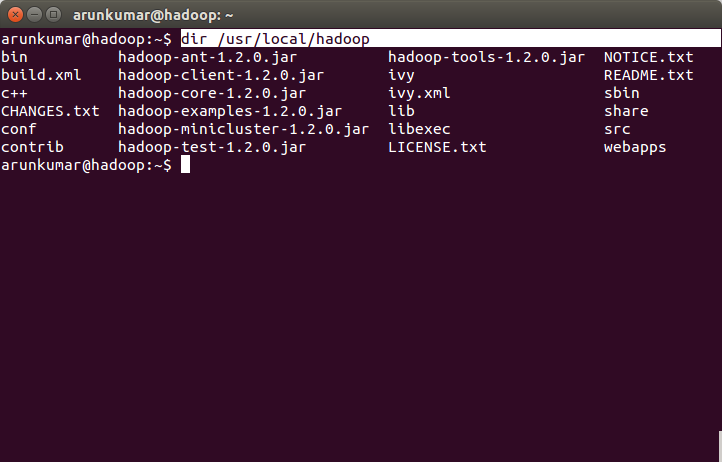 arunkumar@hadoop: ~
arunkumar@hadoop:~$ dir /usr/local/hadoop
bin hadoop-ant-1.2.0.jar hadoop-tools-1.2.0.jar NOTICE.txt
build.xml hadoop-client-1.2.0.jar ivy README.txt
c++ hadoop-core-1.2.0.jar ivy.xml sbin
CHANGES.txt hadoop-examples-1.2.0.jar lib share
conf hadoop-minicluster-1.2.0.jar libexec src
contrib hadoop-test-1.2.0.jar LICENSE.txt webapps
arunkumar@hadoop:~$